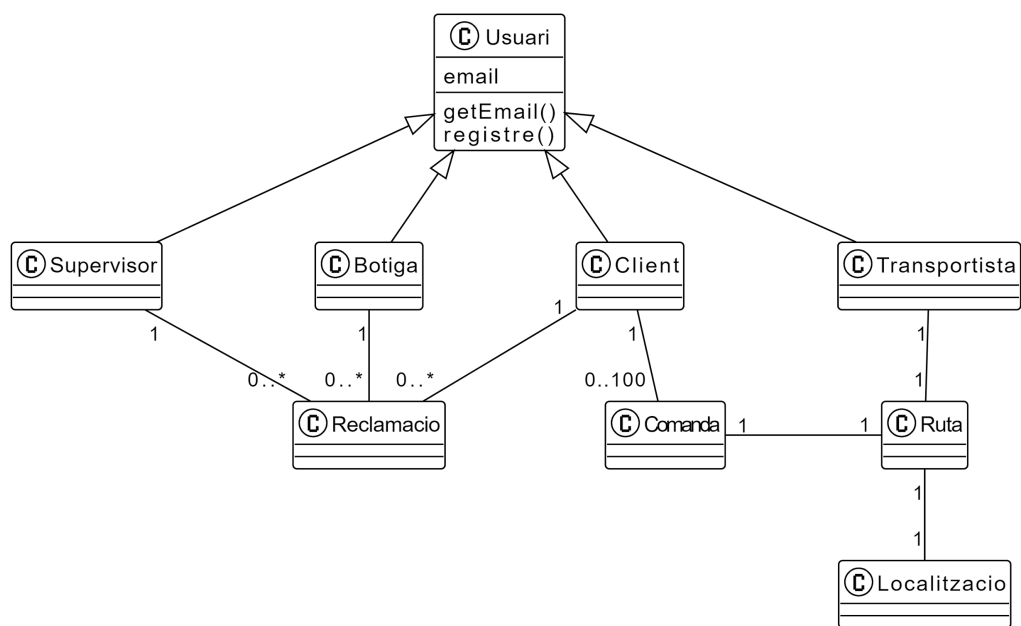 C Usuari
email
getEmail()
registre()
C Supervisor
C Botiga
C Client
C Transportista
1
1
1
1
1
0..*
0..*
0..*
0..100
1
C Reclamacio
C Comanda
1
1
C Ruta
1
1
C Localitzacio